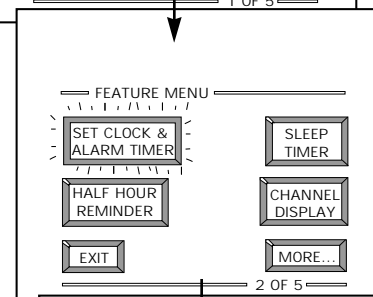 1 OF 5
FEATURE MENU
SET CLOCK &
ALARM TIMER
SLEEP
TIMER
HALF HOUR
REMINDER
CHANNEL
DISPLAY
EXIT
MORE...
2 OF 5